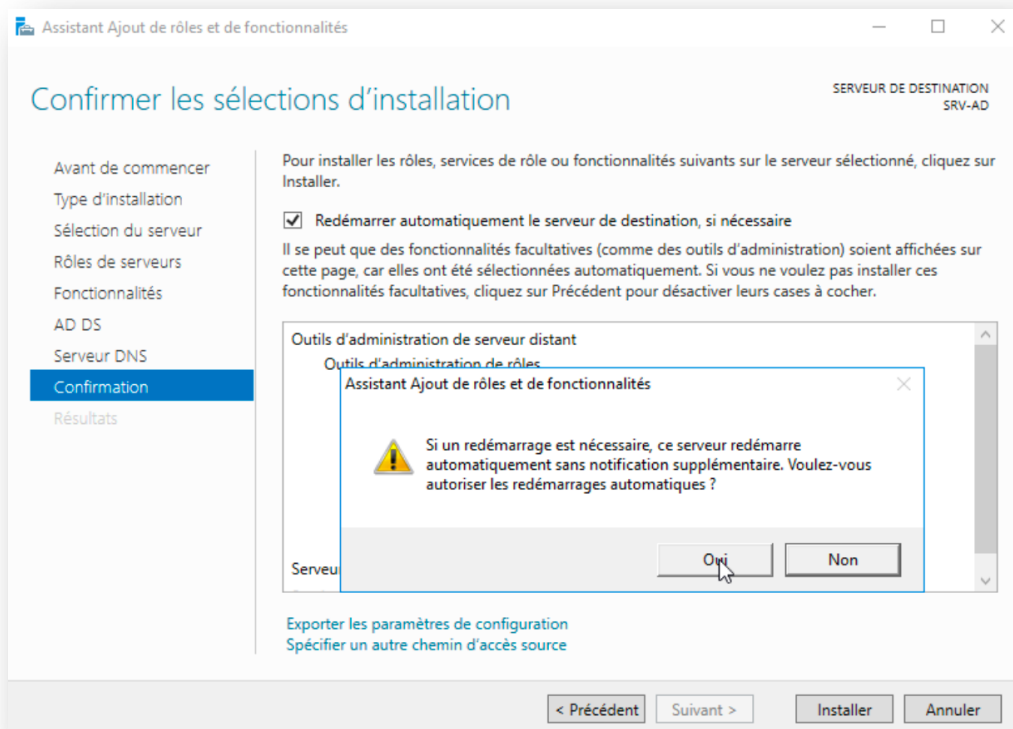 Assistant Ajout de rôles et de fonctionnalités
Confirmer les sélections d'installation
SERVEUR DE DESTINATION
SRV-AD
Avant de commencer
Type d'installation
Sélection du serveur
Rôles de serveurs
Fonctionnalités
AD DS
Serveur DNS
Confirmation
Résultats
Pour installer les rôles, services de rôle ou fonctionnalités suivants sur le serveur sélectionné, cliquez sur
Installer.
Redémarrer automatiquement le serveur de destination, si nécessaire
Il se peut que des fonctionnalités facultatives (comme des outils d'administration) soient affichées sur
cette page, car elles ont été sélectionnées automatiquement. Si vous ne voulez pas installer ces
fonctionnalités facultatives, cliquez sur Précédent pour désactiver leurs cases à cocher.
Outils d'administration de serveur distant
Outils d'administration de rôles
Assistant Ajout de rôles et de fonctionnalités
Si un redémarrage est nécessaire, ce serveur redémarre
automatiquement sans notification supplémentaire. Voulez-vous
autoriser les redémarrages automatiques ?
Oui
Non
Serveu
Exporter les paramètres de configuration
Spécifier un autre chemin d'accès source
< Précédent
Suivant >
Installer
Annuler